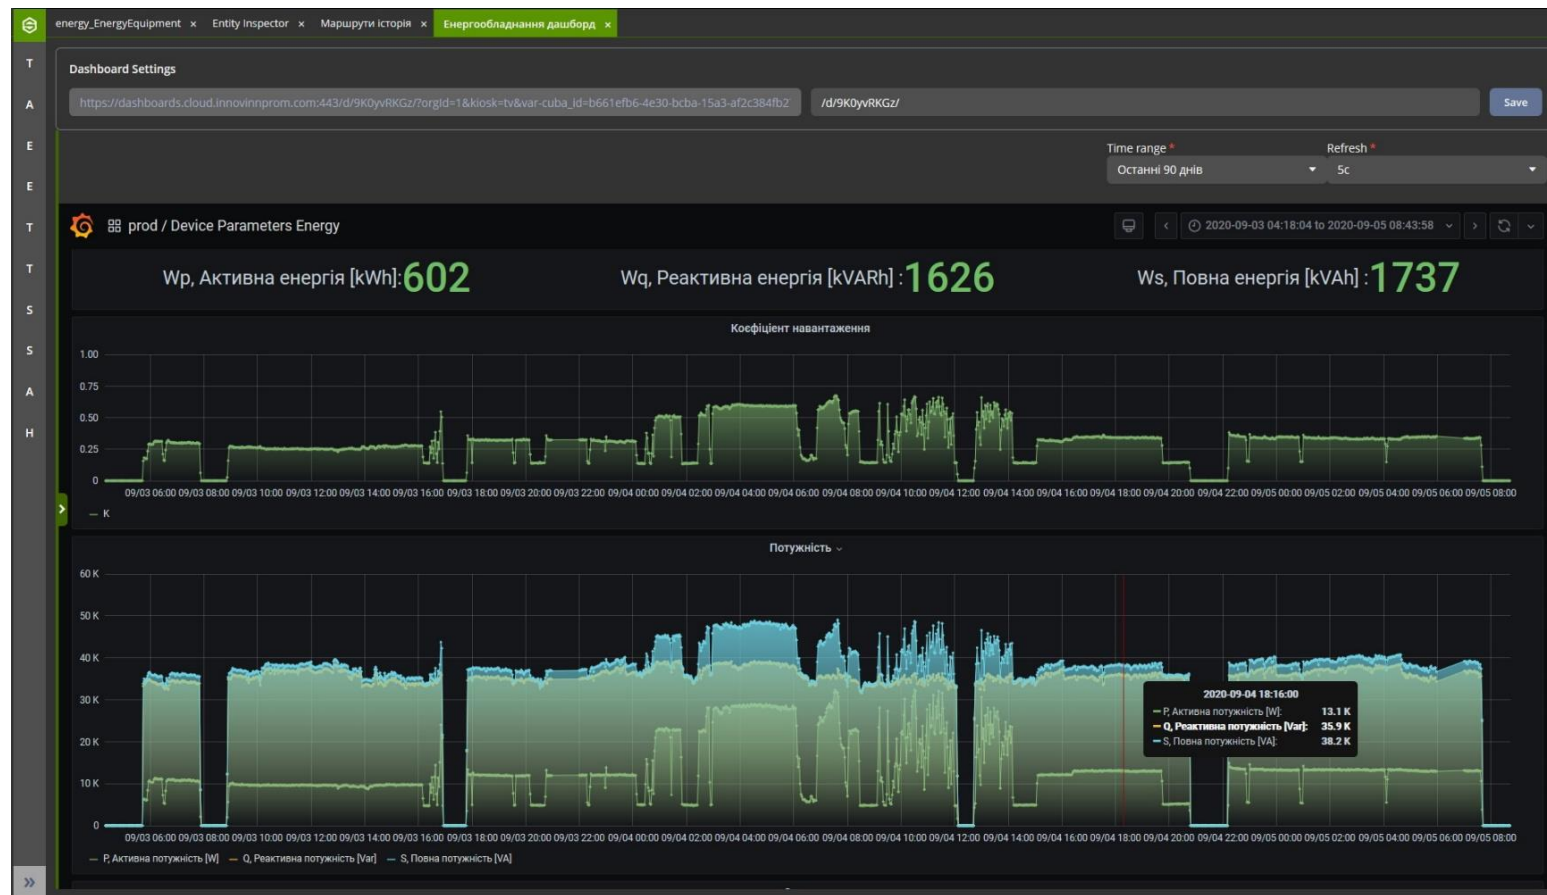 energy_EnergyEquipment × Entity Inspector × Маршрути історія × Енергообладнання дашборд ×
T
A
E
E
T
T
S
S
A
H
Dashboard Settings
https://dashboards.cloud.innovinnprom.com:443/d/9K0yvRKGz/?orgId=1&kiosk=tv&var-cuba_id=b661efb6-4e30-bcba-15a3-af2c384fb2 /d/9K0yvRKGz/ Save
Time range * Refresh *
Останні 90 днів 5с
prod / Device Parameters Energy 2020-09-03 04:18:04 to 2020-09-05 08:43:58
Wp, Активна енергія [kWh]:602 Wq, Реактивна енергія [kVARh] :1626 Ws, Повна енергія [kVAh] :1737
Коефіцієнт навантаження
1.00
0.75
0.50
0.25
0
09/03 06:00 09/03 08:00 09/03 10:00 09/03 12:00 09/03 14:00 09/03 16:00 09/03 18:00 09/03 20:00 09/03 22:00 09/04 00:00 09/04 02:00 09/04 04:00 09/04 06:00 09/04 08:00 09/04 10:00 09/04 12:00 09/04 14:00 09/04 16:00 09/04 18:00 09/04 20:00 09/04 22:00 09/05 00:00 09/05 02:00 09/05 04:00 09/05 06:00 09/05 08:00
K
Потужність
60 K
50 K
40 K
30 K
20 K
10 K
0
2020-09-04 18:16:00
P, Активна потужність [W]: 13.1 K
Q, Реактивна потужність [Var]: 35.9 K
S, Повна потужність [VA]: 38.2 K
09/03 06:00 09/03 08:00 09/03 10:00 09/03 12:00 09/03 14:00 09/03 16:00 09/03 18:00 09/03 20:00 09/03 22:00 09/04 00:00 09/04 02:00 09/04 04:00 09/04 06:00 09/04 08:00 09/04 10:00 09/04 12:00 09/04 14:00 09/04 16:00 09/04 18:00 09/04 20:00 09/04 22:00 09/05 00:00 09/05 02:00 09/05 04:00 09/05 06:00 09/05 08:00
P, Активна потужність [W] Q, Реактивна потужність [Var] S, Повна потужність [VA]